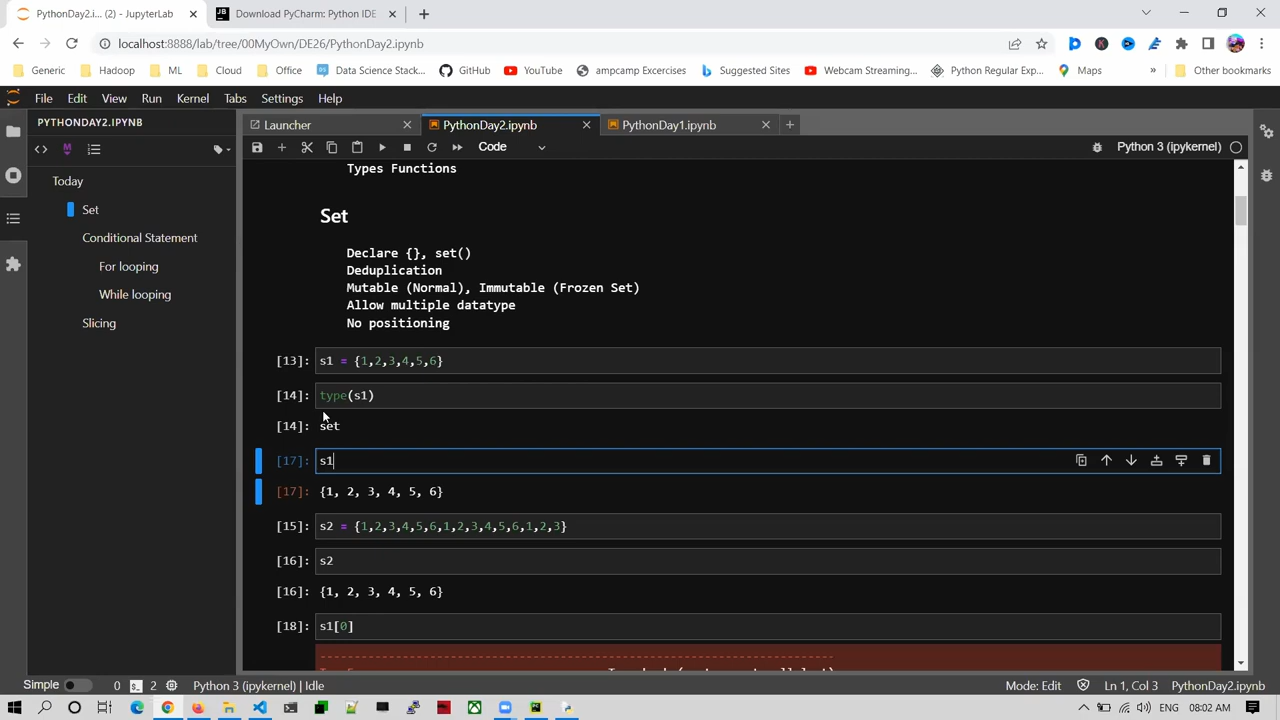 PythonDay2.i... (2) - JupyterLab
Download PyCharm: Python IDE
localhost:8888/lab/tree/00MyOwn/DE26/PythonDay2.ipynb
Generic Hadoop ML Cloud Office Data Science Stack... GitHub YouTube ampcamp Excercises Suggested Sites Webcam Streaming... Python Regular Exp... Maps » Other bookmarks
File Edit View Run Kernel Tabs Settings Help
PYTHONDAY2.IPYNB
Launcher PythonDay2.ipynb PythonDay1.ipynb
Code Python 3 (ipykernel)
Today
Set
Conditional Statement
For looping
While looping
Slicing
Types Functions
Set
Declare {}, set()
Deduplication
Mutable (Normal), Immutable (Frozen Set)
Allow multiple datatype
No positioning
[13]: s1 = {1,2,3,4,5,6}
[14]: type(s1)
[14]: set
[17]: s1
[17]: {1, 2, 3, 4, 5, 6}
[15]: s2 = {1,2,3,4,5,6,1,2,3,4,5,6,1,2,3}
[16]: s2
[16]: {1, 2, 3, 4, 5, 6}
[18]: s1[0]
Simple 0 2 Python 3 (ipykernel) | Idle Mode: Edit Ln 1, Col 3 PythonDay2.ipynb
ENG 08:02 AM